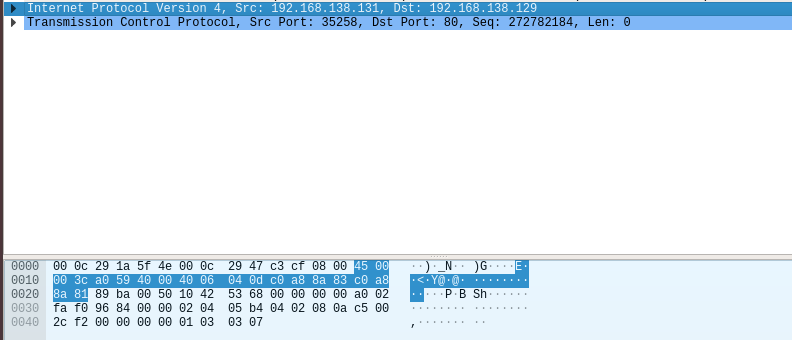 Internet Protocol Version 4, Src: 192.168.138.131, Dst: 192.168.138.129
Transmission Control Protocol, Src Port: 35258, Dst Port: 80, Seq: 272782184, Len: 0
0000 00 0c 29 1a 5f 4e 00 0c 29 47 c3 cf 08 00 45 00 ··)·_N·· )G····E·
0010 00 3c a0 59 40 00 40 06 04 0d c0 a8 8a 83 c0 a8 ·<·Y@·@· ········
0020 8a 81 89 ba 00 50 10 42 53 68 00 00 00 00 a0 02 ·····P·B Sh······
0030 fa f0 96 84 00 00 02 04 05 b4 04 02 08 0a c5 00 ········ ········
0040 2c f2 00 00 00 00 01 03 03 07 ,······· ··